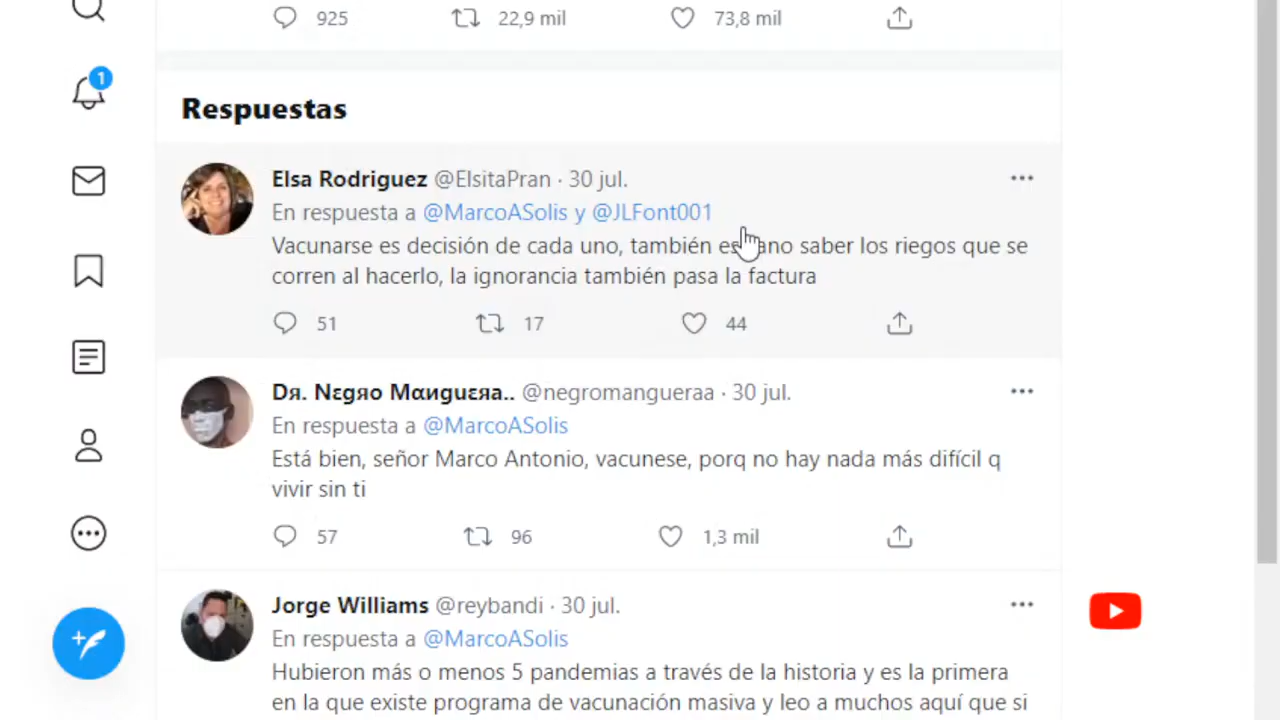 925 22,9 mil 73,8 mil
1
Respuestas
Elsa Rodriguez @ElsitaPran · 30 jul.
En respuesta a @MarcoASolis y @JLFont001
Vacunarse es decisión de cada uno, también saber los riegos que se
corren al hacerlo, la ignorancia también pasa la factura
51 17 44
Dя. Nεgяo Mαиguεяa.. @negromangueraa · 30 jul.
En respuesta a @MarcoASolis
Está bien, señor Marco Antonio, vacunese, porq no hay nada más difícil q
vivir sin ti
57 96 1,3 mil
Jorge Williams @reybandi · 30 jul.
En respuesta a @MarcoASolis
Hubieron más o menos 5 pandemias a través de la historia y es la primera
en la que existe programa de vacunación masiva y leo a muchos aquí que si